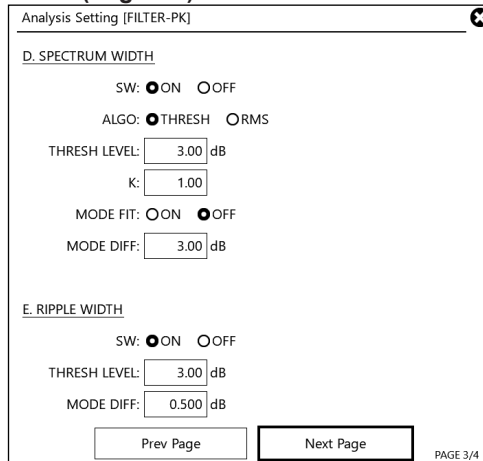 Analysis Setting [FILTER-PK]
D. SPECTRUM WIDTH
SW: ON OFF
ALGO: THRESH RMS
THRESH LEVEL: 3.00 dB
K: 1.00
MODE FIT: ON OFF
MODE DIFF: 3.00 dB
E. RIPPLE WIDTH
SW: ON OFF
THRESH LEVEL: 3.00 dB
MODE DIFF: 0.500 dB
Prev Page Next Page PAGE 3/4